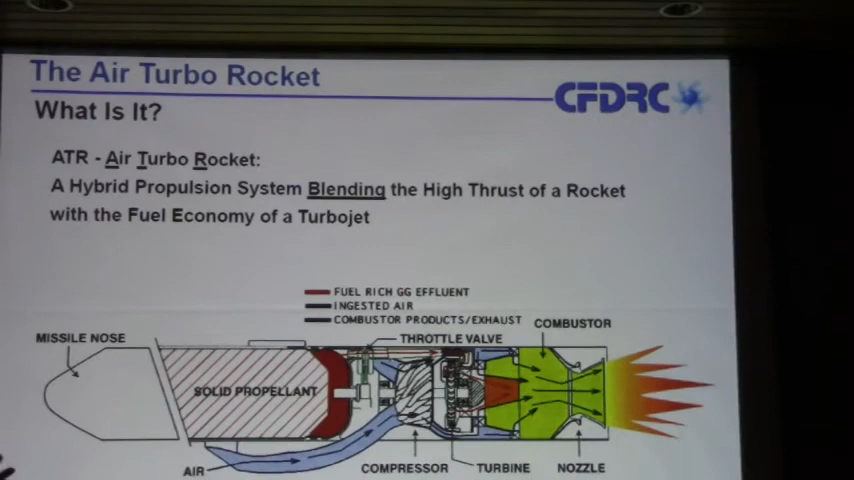 The Air Turbo Rocket
CFDRC
What Is It?
ATR - Air Turbo Rocket:
A Hybrid Propulsion System Blending the High Thrust of a Rocket
with the Fuel Economy of a Turbojet
FUEL RICH GG EFFLUENT
INGESTED AIR
COMBUSTOR PRODUCTS/EXHAUST
COMBUSTOR
MISSILE NOSE
THROTTLE VALVE
SOLID PROPELLANT
AIR
COMPRESSOR
TURBINE
NOZZLE